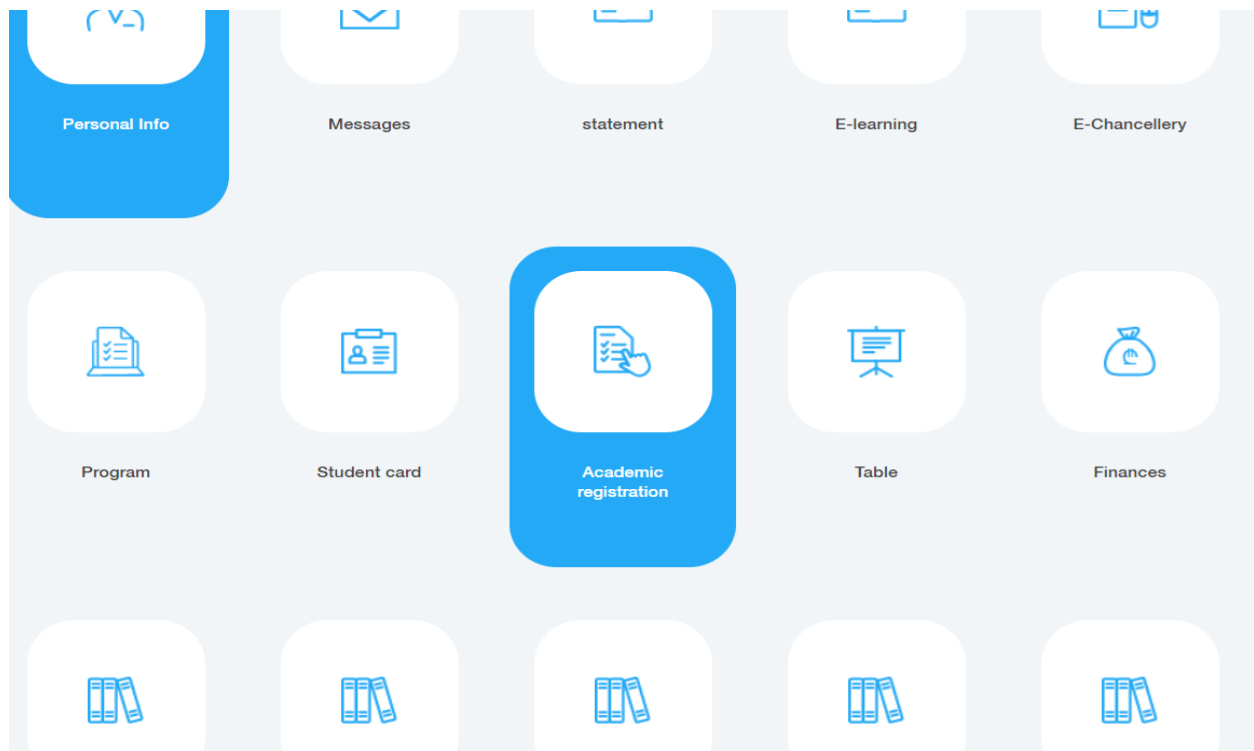 Personal Info
Messages
statement
E-learning
E-Chancellery
Program
Student card
Academic
registration
Table
Finances